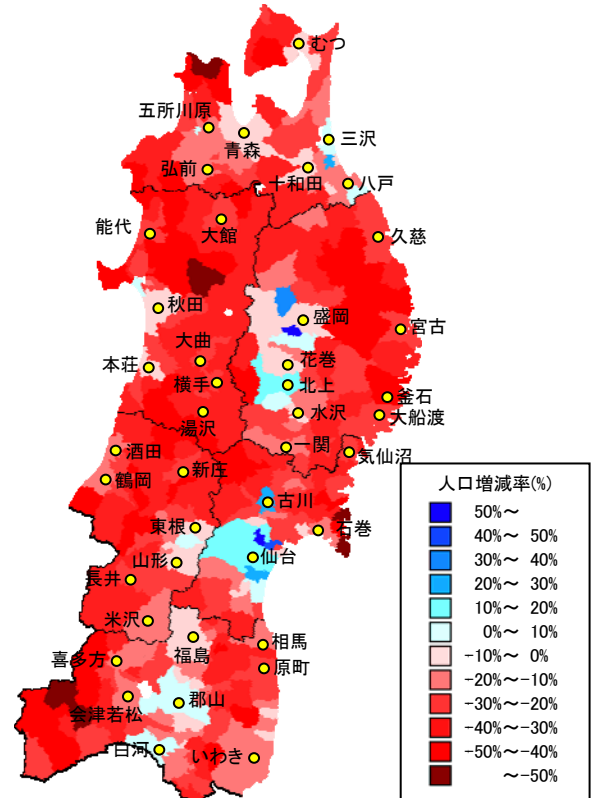 むつ
五所川原
青森
三沢
弘前
十和田
八戸
能代
大館
久慈
秋田
盛岡
宮古
大曲
本荘
花巻
横手
北上
釜石
湯沢
水沢
大船渡
酒田
一関
気仙沼
新庄
鶴岡
古川
東根
石巻
山形
仙台
長井
米沢
福島
相馬
喜多方
原町
会津若松
郡山
白河
いわき
人口増減率(%)
50%～
40%～ 50%
30%～ 40%
20%～ 30%
10%～ 20%
0%～ 10%
-10%～ 0%
-20%～-10%
-30%～-20%
-40%～-30%
-50%～-40%
～-50%